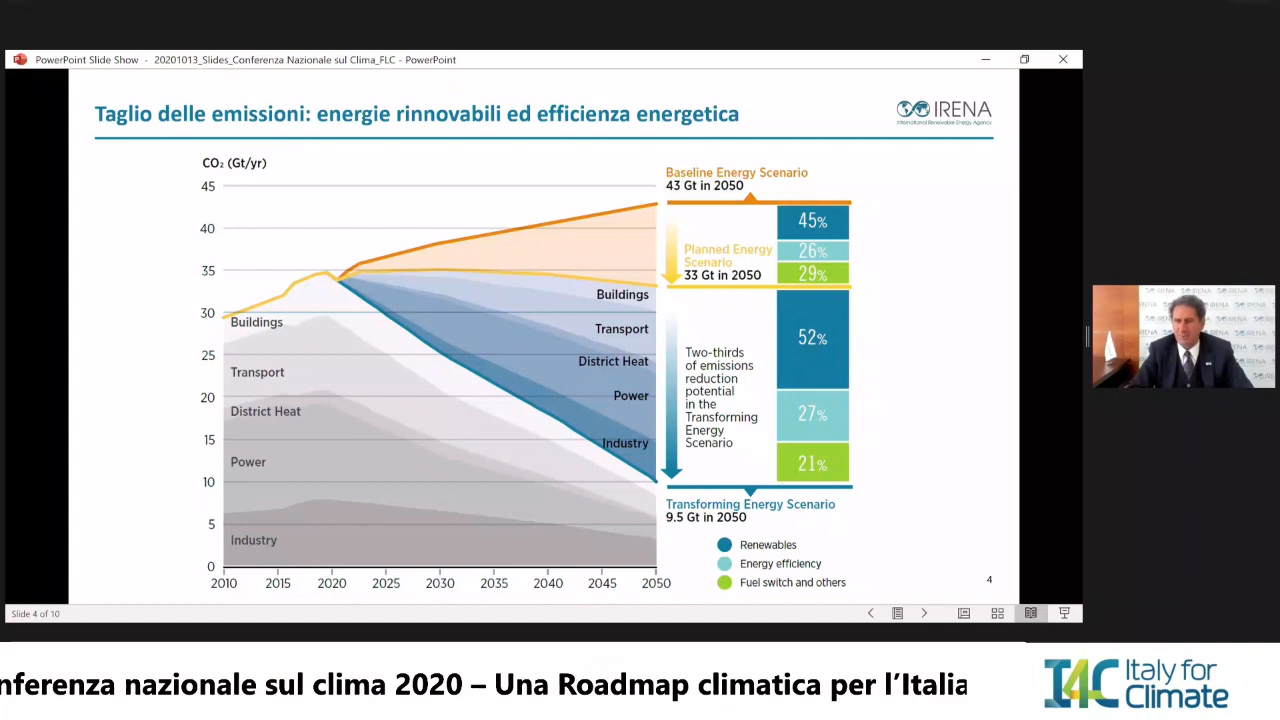 PowerPoint Slide Show - 20201013_Slides_Conferenza Nazionale sul Clima_FLC - PowerPoint
Taglio delle emissioni: energie rinnovabili ed efficienza energetica
IRENA
International Renewable Energy Agency
CO₂ (Gt/yr)
45
40
35
30
25
20
15
10
5
0
2010 2015 2020 2025 2030 2035 2040 2045 2050
Buildings
Transport
District Heat
Power
Industry
Buildings
Transport
District Heat
Power
Industry
Baseline Energy Scenario
43 Gt in 2050
Planned Energy
Scenario
33 Gt in 2050
45%
26%
29%
Two-thirds
of emissions
reduction
potential
in the
Transforming
Energy
Scenario
52%
27%
21%
Transforming Energy Scenario
9.5 Gt in 2050
Renewables
Energy efficiency
Fuel switch and others
4
Slide 4 of 10
IRENA
nferenza nazionale sul clima 2020 – Una Roadmap climatica per l'Italia
I4C Italy for
Climate